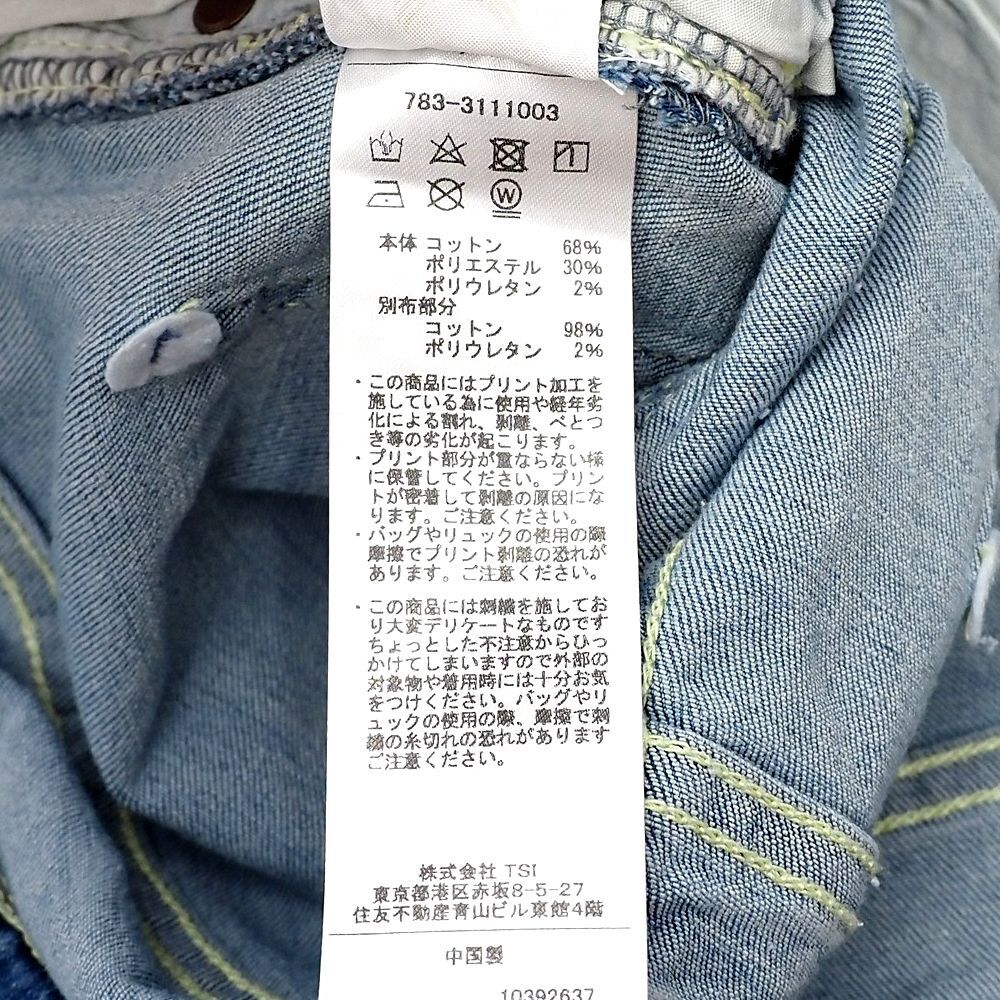 783-3111003
W
本体 コットン 68%
ポリエステル 30%
ポリウレタン 2%
別布部分
コットン 98%
ポリウレタン 2%
・この商品にはプリント加工を
施している為に使用や経年劣
化による割れ、剥離、べとつ
き等の劣化が起こります。
・プリント部分が重ならない様
に保管してください。プリン
トが密着して剥離の原因にな
ります。ご注意ください。
・バッグやリュックの使用の際
摩擦でプリント剥離の恐れが
あります。ご注意ください。
・この商品には刺繍を施してお
り大変デリケートなものです
ちょっとした不注意からひっ
かけてしまいますので外部の
対象物や着用時には十分お気
をつけください。バッグやリ
ュックの使用の際、摩擦で刺
繍の糸切れの恐れがあります
ご注意ください。
株式会社 TSI
東京都港区赤坂8-5-27
住友不動産青山ビル東館4階
中国製
10392637